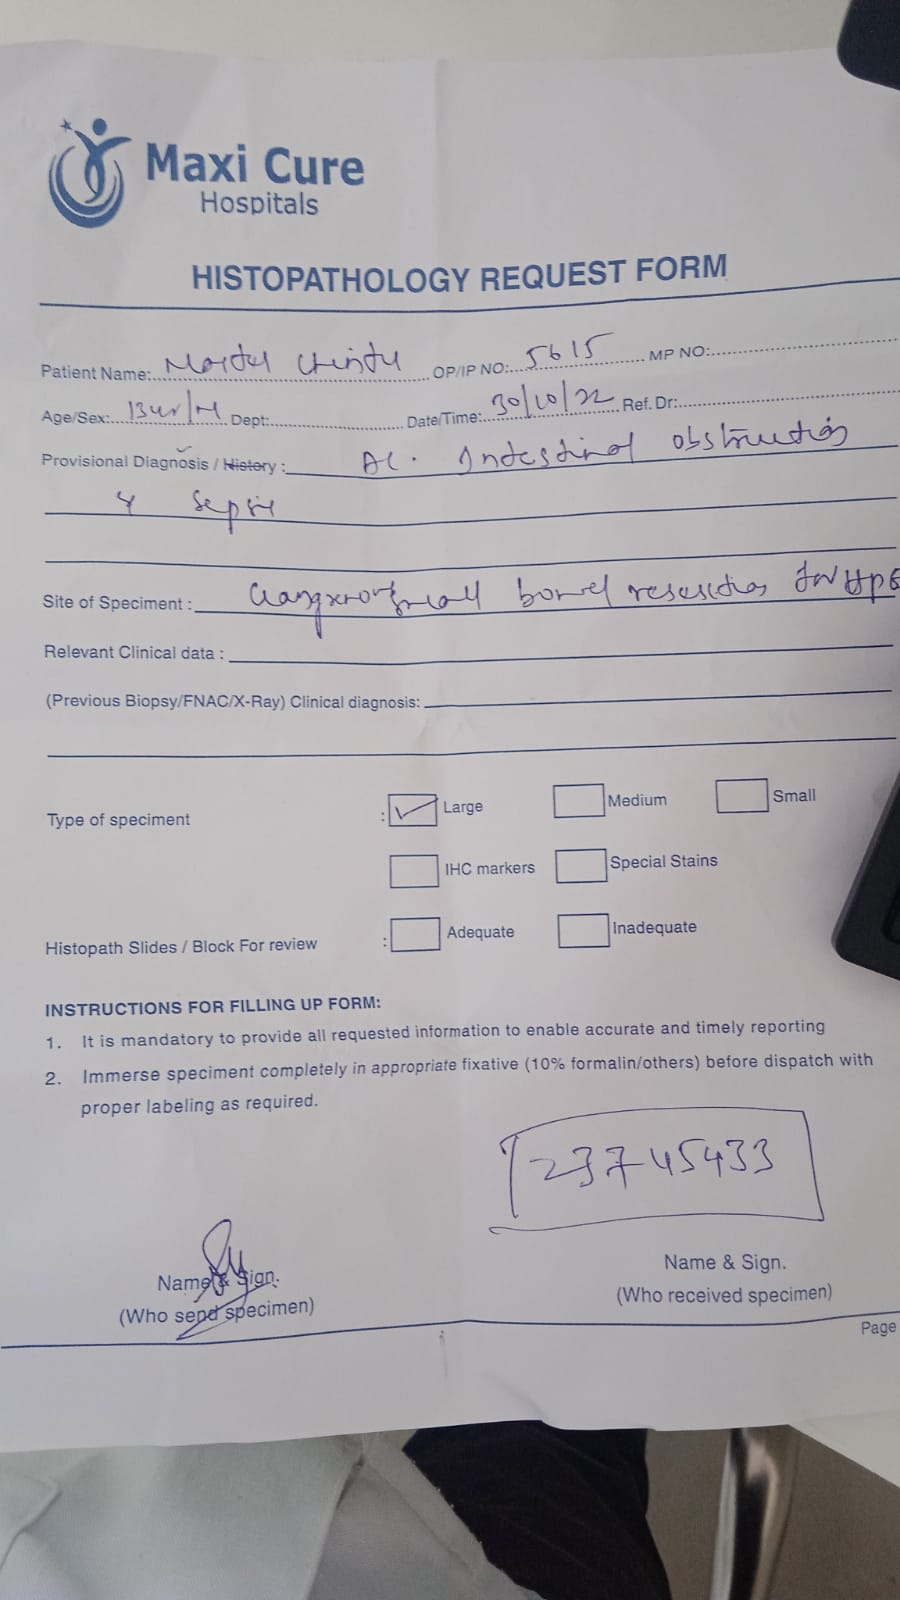 Maxi Cure
Hospitals
HISTOPATHOLOGY REQUEST FORM
Patient Name: OP/IP NO: 5615 MP NO:
Age/Sex: Dept: Date/Time: 30/10/22 Ref. Dr:
Provisional Diagnosis / History : Ac. Intestinal obstruction
Sepsis
Site of Speciment : small bowel resection for HPE
Relevant Clinical data :
(Previous Biopsy/FNAC/X-Ray) Clinical diagnosis:
Type of speciment : Large Medium Small
IHC markers Special Stains
Histopath Slides / Block For review : Adequate Inadequate
INSTRUCTIONS FOR FILLING UP FORM:
1. It is mandatory to provide all requested information to enable accurate and timely reporting
2. Immerse speciment completely in appropriate fixative (10% formalin/others) before dispatch with
proper labeling as required.
23745433
Name & Sign. Name & Sign.
(Who send specimen) (Who received specimen)
Page